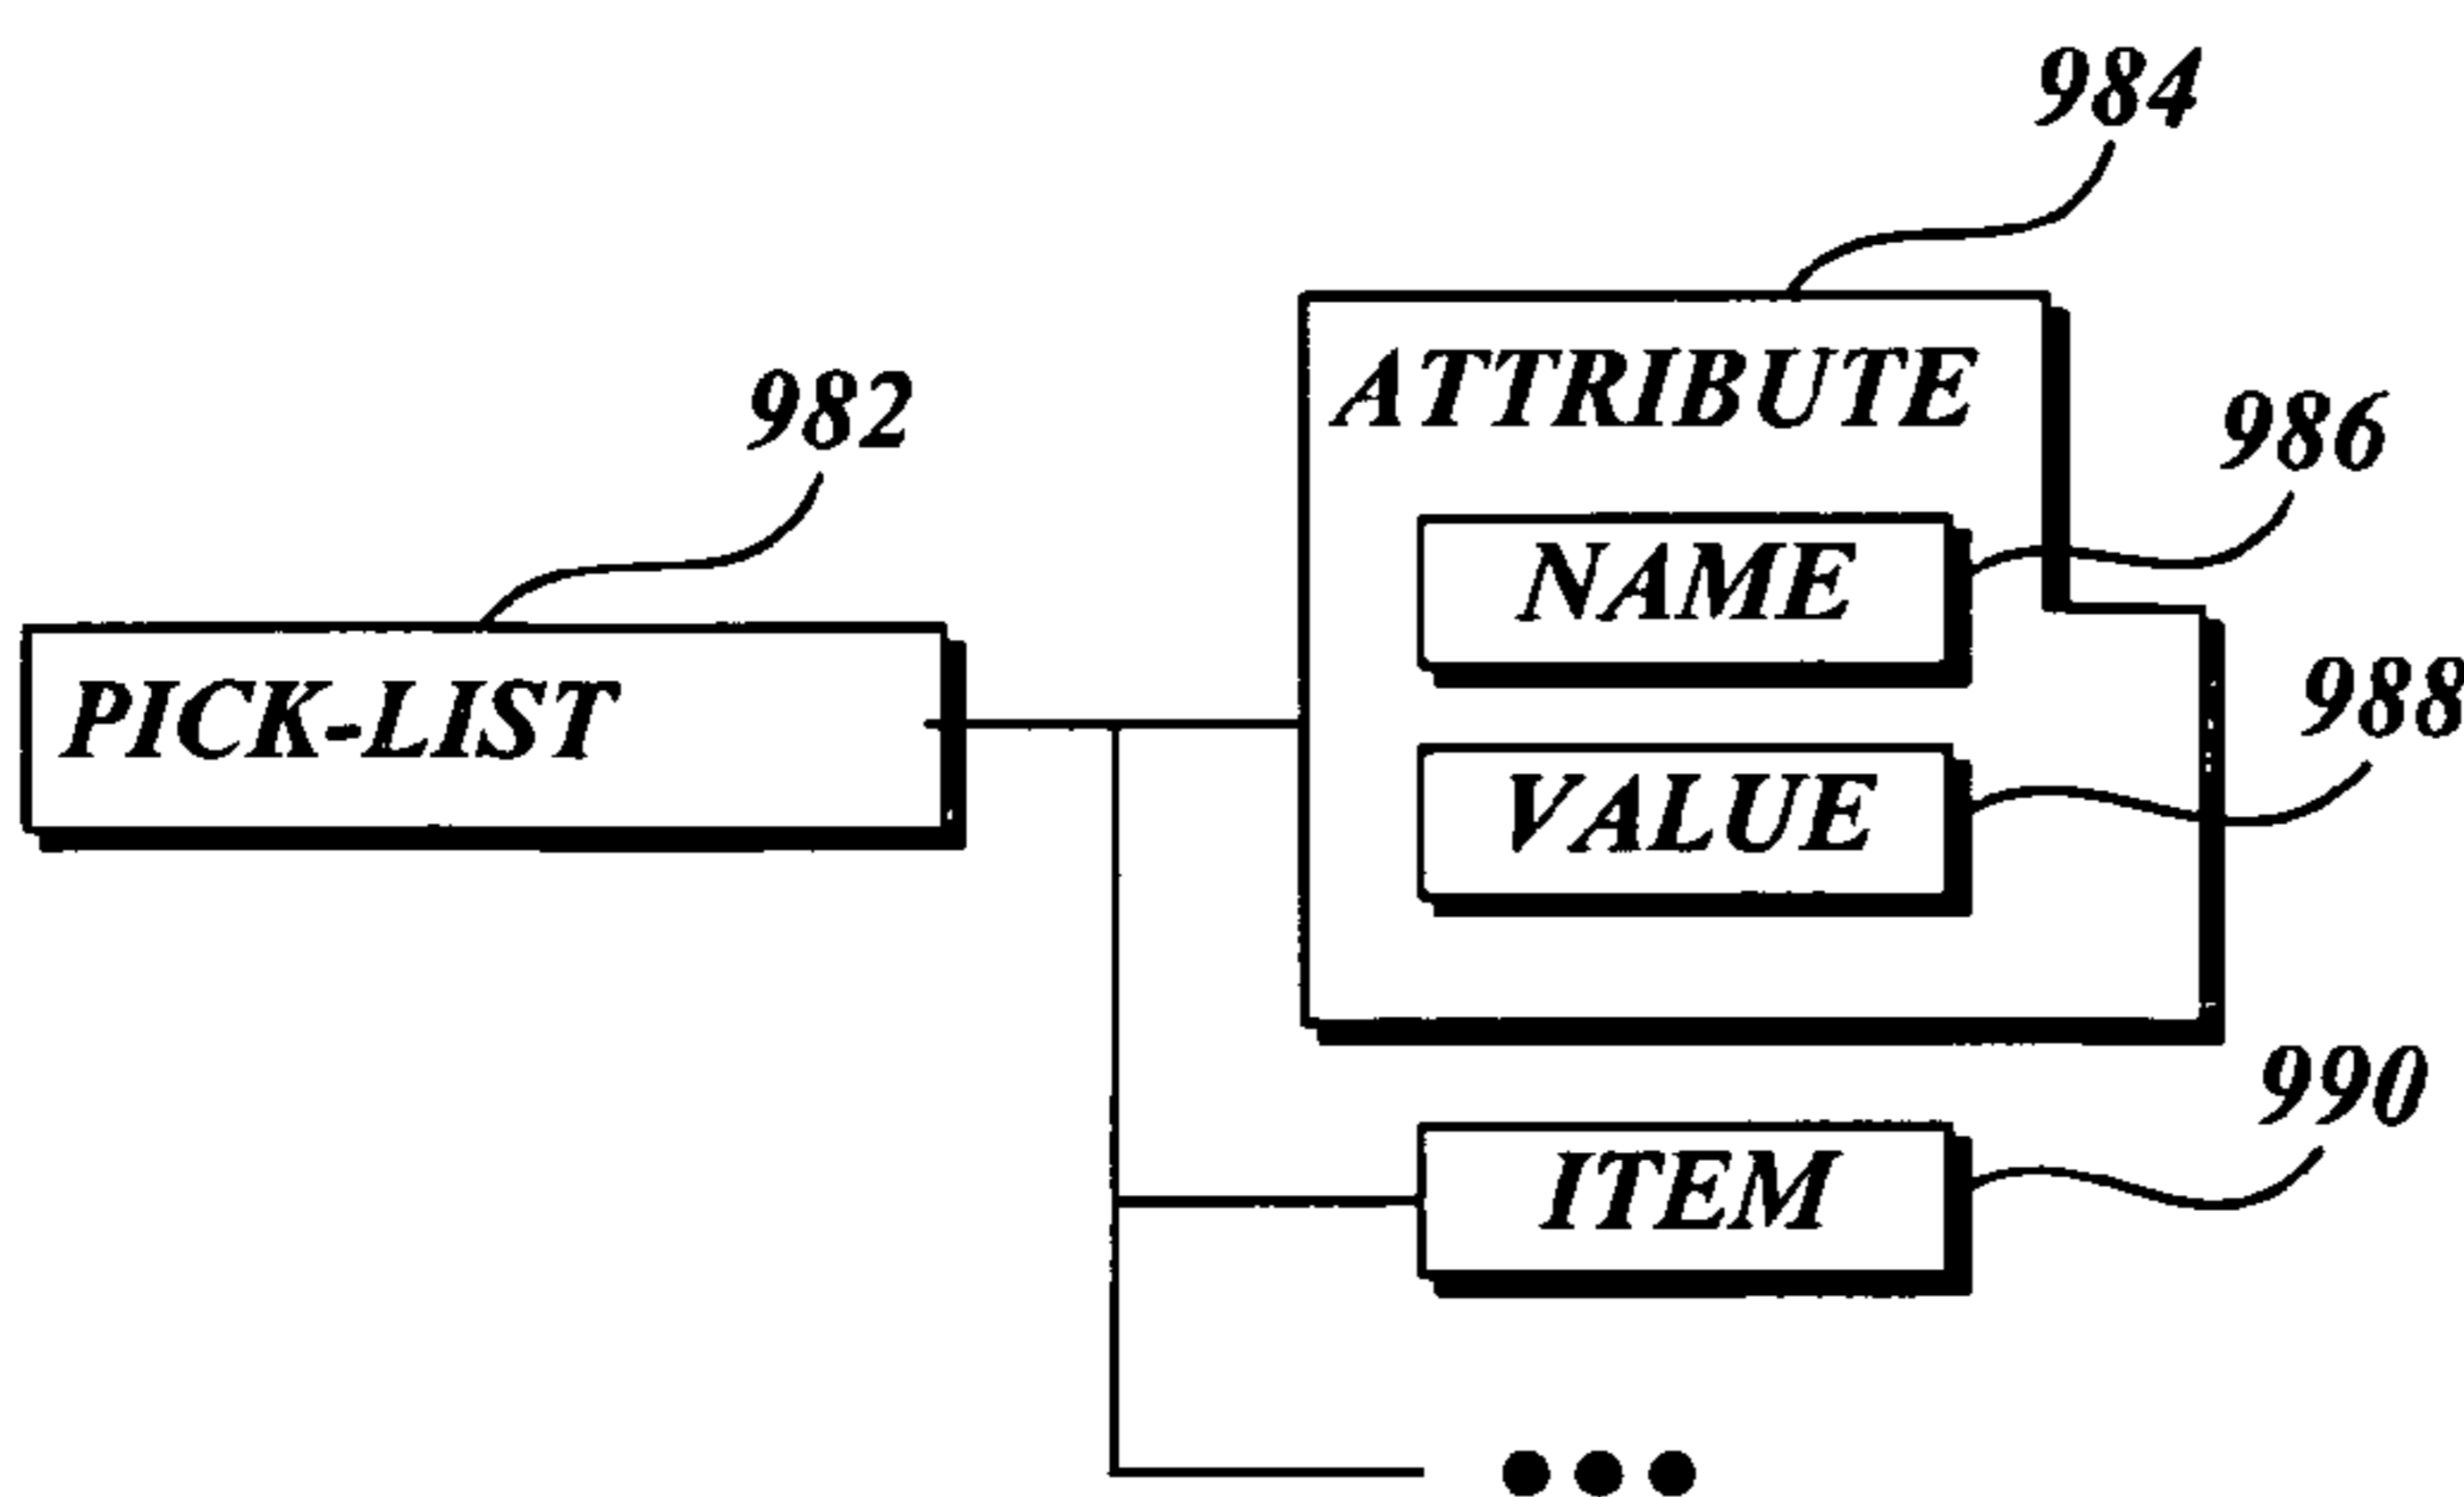 984
ATTRIBUTE
982
986
NAME
PICK-LIST
988
VALUE
990
ITEM